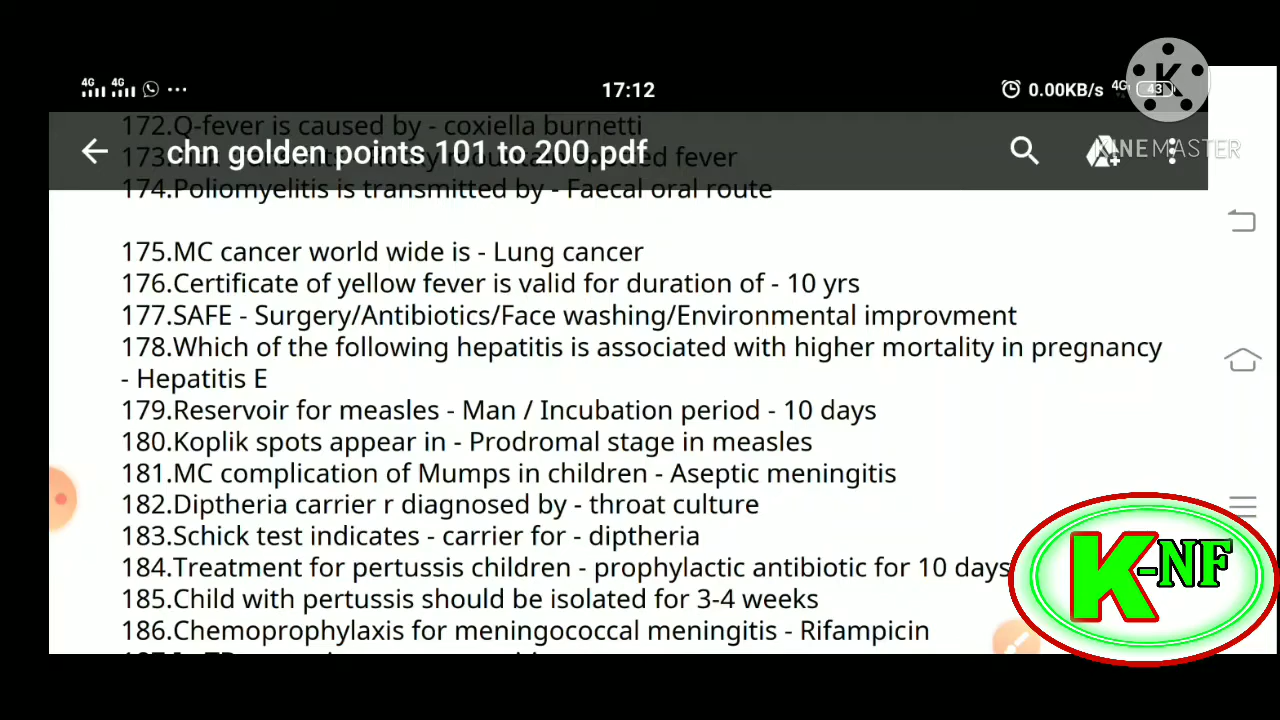 4G 4G ... 17:12 0.00KB/s 4G 43
K
KINEMASTER
172.Q-fever is caused by - coxiella burnetti
chn golden points 101 to 200.pdf
173. fever
174.Poliomyelitis is transmitted by - Faecal oral route
175.MC cancer world wide is - Lung cancer
176.Certificate of yellow fever is valid for duration of - 10 yrs
177.SAFE - Surgery/Antibiotics/Face washing/Environmental improvment
178.Which of the following hepatitis is associated with higher mortality in pregnancy
- Hepatitis E
179.Reservoir for measles - Man / Incubation period - 10 days
180.Koplik spots appear in - Prodromal stage in measles
181.MC complication of Mumps in children - Aseptic meningitis
182.Diptheria carrier r diagnosed by - throat culture
183.Schick test indicates - carrier for - diptheria
184.Treatment for pertussis children - prophylactic antibiotic for 10 days
185.Child with pertussis should be isolated for 3-4 weeks
186.Chemoprophylaxis for meningococcal meningitis - Rifampicin
K-NF